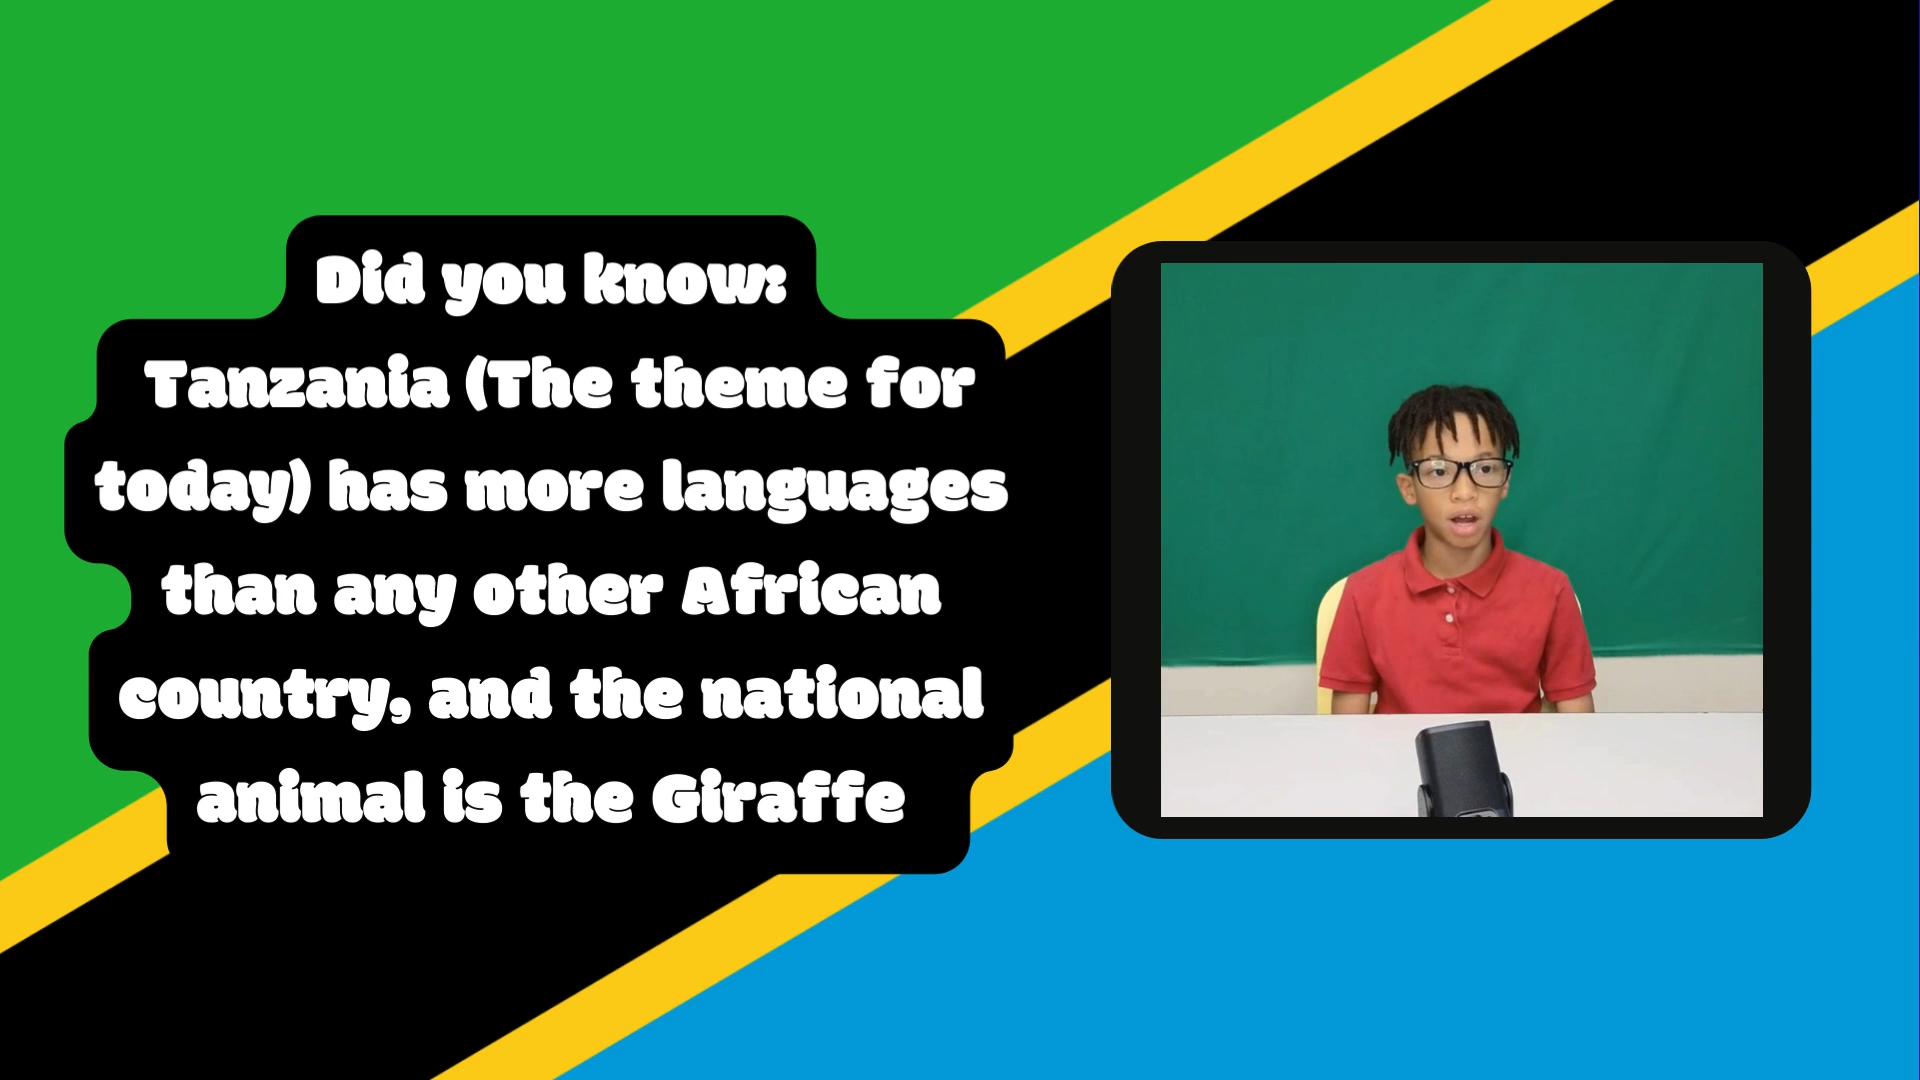 Did you know:
Tanzania (The theme for
today) has more languages
than any other African
country, and the national
animal is the Giraffe